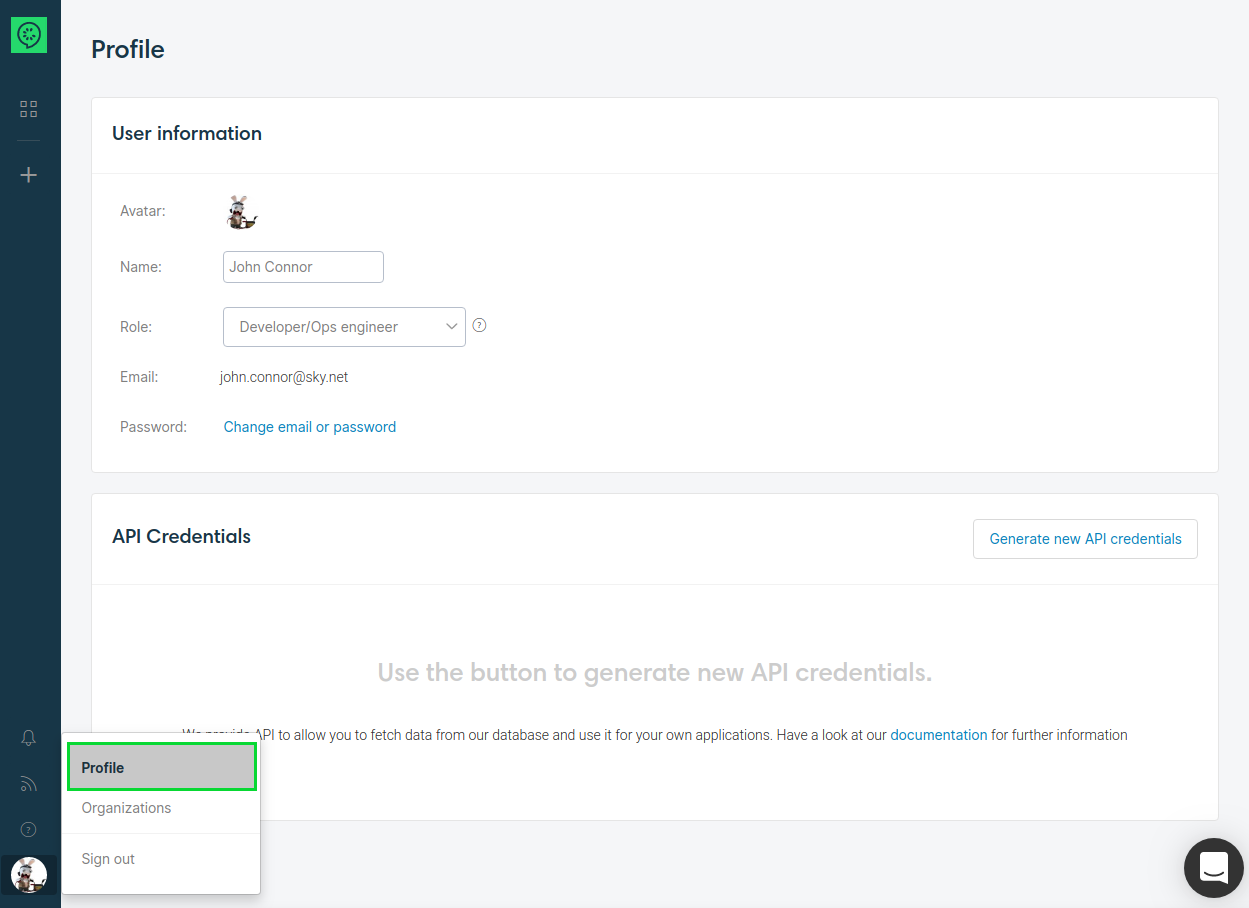 Profile
User information
Avatar:
Name:
John Connor
Role:
Developer/Ops engineer
?
Email:
john.connor@sky.net
Password:
Change email or password
API Credentials
Generate new API credentials
Use the button to generate new API credentials.
We provide API to allow you to fetch data from our database and use it for your own applications. Have a look at our documentation for further information
Profile
Organizations
?
Sign out